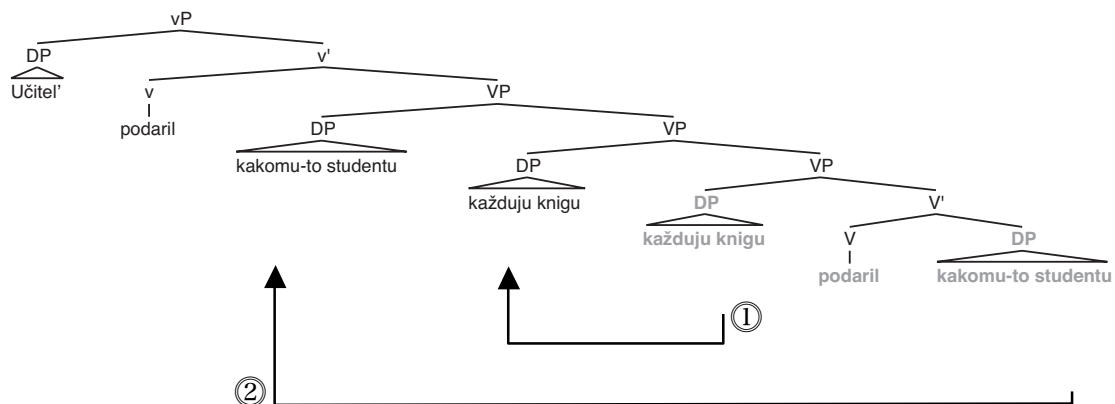 vP
DP v'
Učitel’ v VP
podaril DP VP
kakomu-to studentu DP VP
každuju knigu DP V'
každuju knigu V DP
podaril kakomu-to studentu
①
②